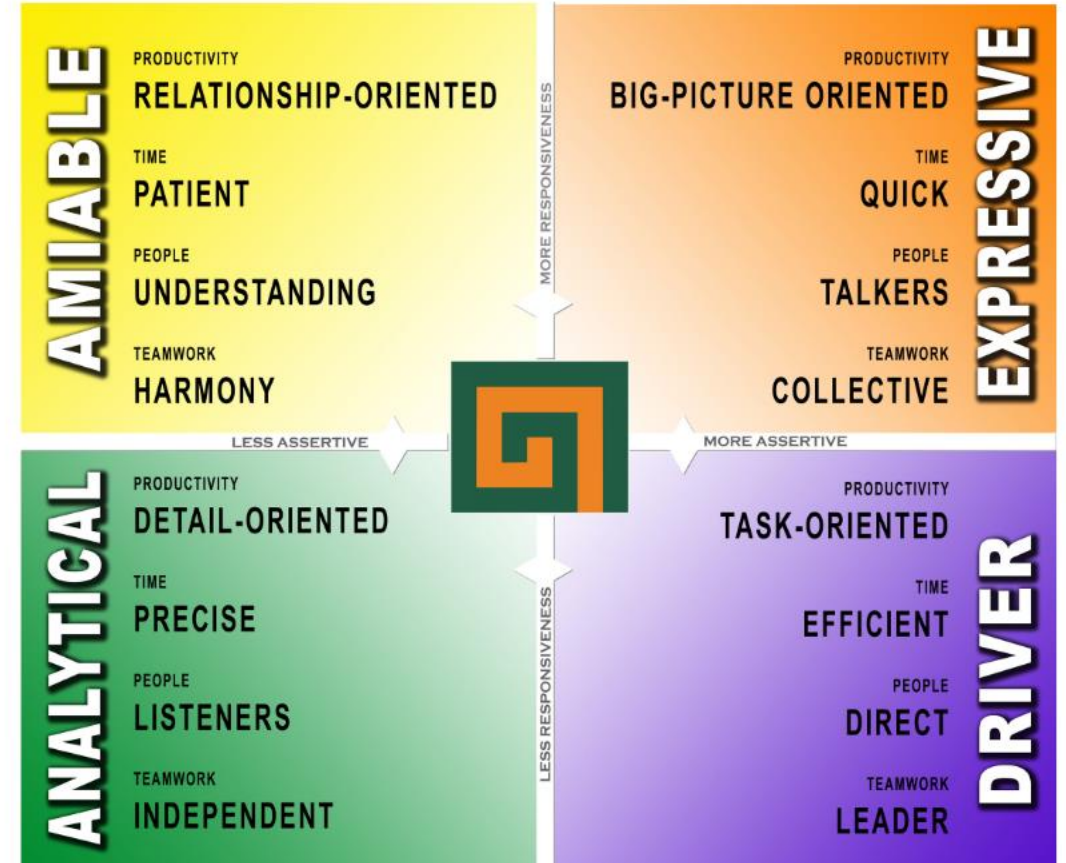 AMIABLE
PRODUCTIVITY
RELATIONSHIP-ORIENTED
TIME
PATIENT
PEOPLE
UNDERSTANDING
TEAMWORK
HARMONY
MORE RESPONSIVENESS
PRODUCTIVITY
BIG-PICTURE ORIENTED
TIME
QUICK
PEOPLE
TALKERS
TEAMWORK
COLLECTIVE
EXPRESSIVE
LESS ASSERTIVE
MORE ASSERTIVE
ANALYTICAL
PRODUCTIVITY
DETAIL-ORIENTED
TIME
PRECISE
PEOPLE
LISTENERS
TEAMWORK
INDEPENDENT
LESS RESPONSIVENESS
PRODUCTIVITY
TASK-ORIENTED
TIME
EFFICIENT
PEOPLE
DIRECT
TEAMWORK
LEADER
DRIVER